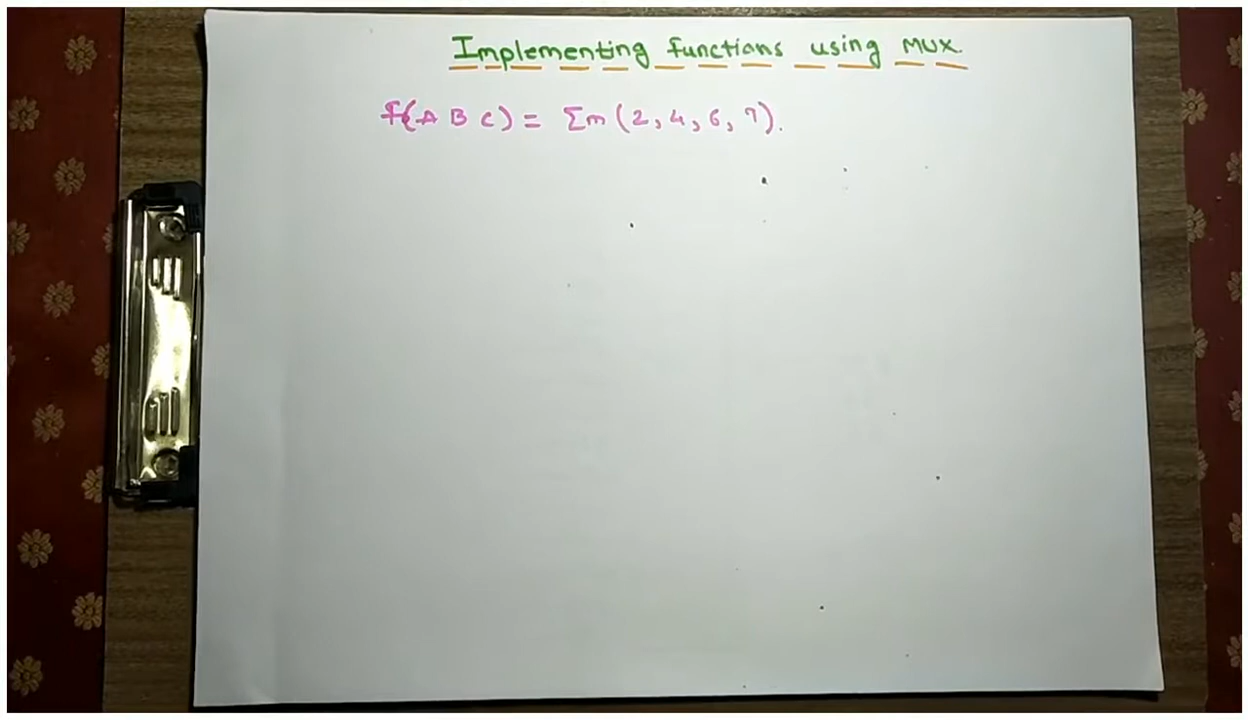 Implementing functions using MUX.
f(A B C) = Σm(2,4,6,7).